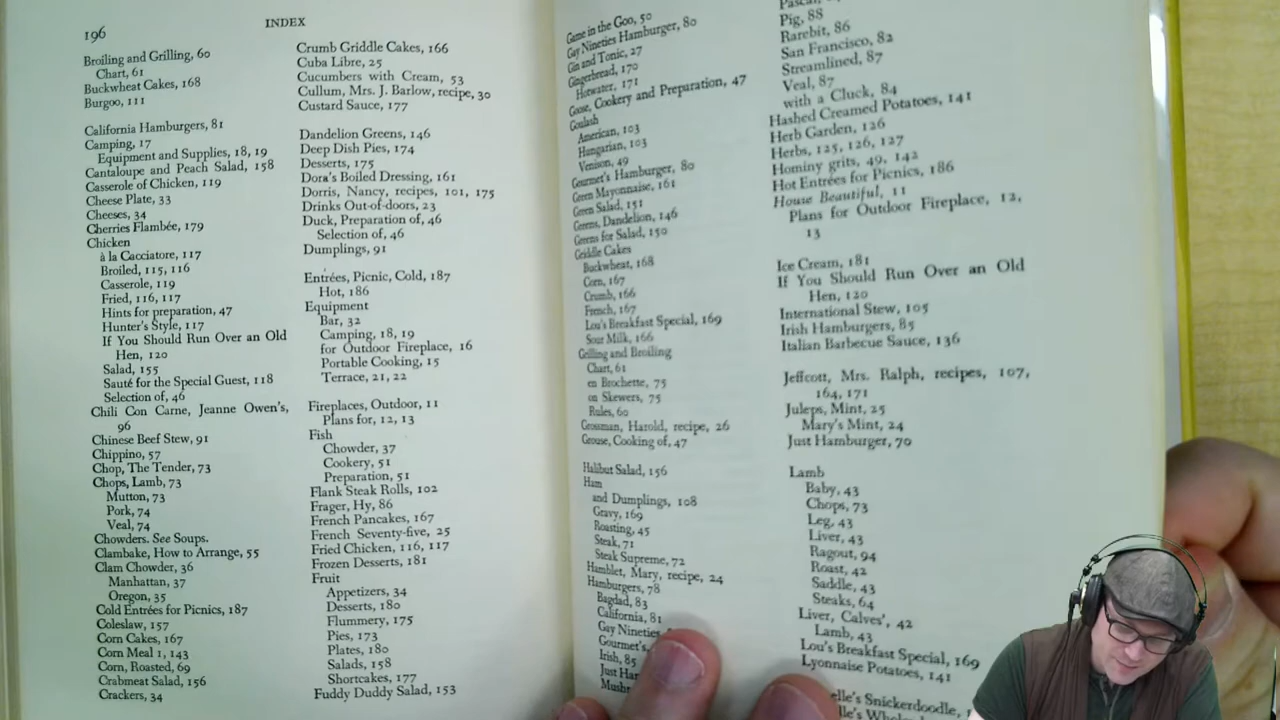 196
INDEX
Broiling and Grilling, 60
Chart, 61
Buckwheat Cakes, 168
Burgoo, 111
California Hamburgers, 81
Camping, 17
Equipment and Supplies, 18, 19
Cantaloupe and Peach Salad, 158
Casserole of Chicken, 119
Cheese Plate, 33
Cheeses, 34
Cherries Flambée, 179
Chicken
à la Cacciatore, 117
Broiled, 115, 116
Casserole, 119
Fried, 116, 117
Hints for preparation, 47
Hunter's Style, 117
If You Should Run Over an Old
Hen, 120
Salad, 155
Sauté for the Special Guest, 118
Selection of, 46
Chili Con Carne, Jeanne Owen's,
96
Chinese Beef Stew, 91
Chippino, 57
Chop, The Tender, 73
Chops, Lamb, 73
Mutton, 73
Pork, 74
Veal, 74
Chowders. See Soups.
Clambake, How to Arrange, 55
Clam Chowder, 36
Manhattan, 37
Oregon, 35
Cold Entrées for Picnics, 187
Coleslaw, 157
Corn Cakes, 167
Corn Meal 1, 143
Corn, Roasted, 69
Crabmeat Salad, 156
Crackers, 34
Crumb Griddle Cakes, 166
Cuba Libre, 25
Cucumbers with Cream, 53
Cullum, Mrs. J. Barlow, recipe, 30
Custard Sauce, 177
Dandelion Greens, 146
Deep Dish Pies, 174
Desserts, 175
Dora's Boiled Dressing, 161
Dorris, Nancy, recipes, 101, 175
Drinks Out-of-doors, 23
Duck, Preparation of, 46
Selection of, 46
Dumplings, 91
Entrées, Picnic, Cold, 187
Hot, 186
Equipment
Bar, 32
Camping, 18, 19
for Outdoor Fireplace, 16
Portable Cooking, 15
Terrace, 21, 22
Fireplaces, Outdoor, 11
Plans for, 12, 13
Fish
Chowder, 37
Cookery, 51
Preparation, 51
Flank Steak Rolls, 102
Frager, Hy, 86
French Pancakes, 167
French Seventy-five, 25
Fried Chicken, 116, 117
Frozen Desserts, 181
Fruit
Appetizers, 34
Desserts, 180
Flummery, 175
Pies, 173
Plates, 180
Salads, 158
Shortcakes, 177
Fuddy Duddy Salad, 153
Game in the Goo, 50
Gay Nineties Hamburger, 80
Gin and Tonic, 27
Gingerbread, 170
Hotwater, 171
Goose, Cookery and Preparation, 47
Goulash
American, 103
Hungarian, 103
Venison, 49
Gourmet's Hamburger, 80
Green Mayonnaise, 161
Green Salad, 151
Greens, Dandelion, 146
Greens for Salad, 150
Griddle Cakes
Buckwheat, 168
Corn, 167
Crumb, 166
French, 167
Lou's Breakfast Special, 169
Sour Milk, 166
Grilling and Broiling
Chart, 61
en Brochette, 75
on Skewers, 75
Rules, 60
Grossman, Harold, recipe, 26
Grouse, Cooking of, 47
Halibut Salad, 156
Ham
and Dumplings, 108
Gravy, 169
Roasting, 45
Steak, 71
Steak Supreme, 72
Hamblet, Mary, recipe, 24
Hamburgers, 78
Bagdad, 83
California, 81
Gay Nineties
Gourmet's
Irish, 85
Just Ha
Mush
Pig, 88
Rarebit, 86
San Francisco, 82
Streamlined, 87
Veal, 87
with a Cluck, 84
Hashed Creamed Potatoes, 141
Herb Garden, 126
Herbs, 125, 126, 127
Hominy grits, 49, 142
Hot Entrées for Picnics, 186
House Beautiful, 11
Plans for Outdoor Fireplace, 12,
13
Ice Cream, 181
If You Should Run Over an Old
Hen, 120
International Stew, 105
Irish Hamburgers, 85
Italian Barbecue Sauce, 136
Jeffcott, Mrs. Ralph, recipes, 107,
164, 171
Juleps, Mint, 25
Mary's Mint, 24
Just Hamburger, 70
Lamb
Baby, 43
Chops, 73
Leg, 43
Liver, 43
Ragout, 94
Roast, 42
Saddle, 43
Steaks, 64
Liver, Calves', 42
Lamb, 43
Lou's Breakfast Special, 169
Lyonnaise Potatoes, 141
elle's Snickerdoodle,